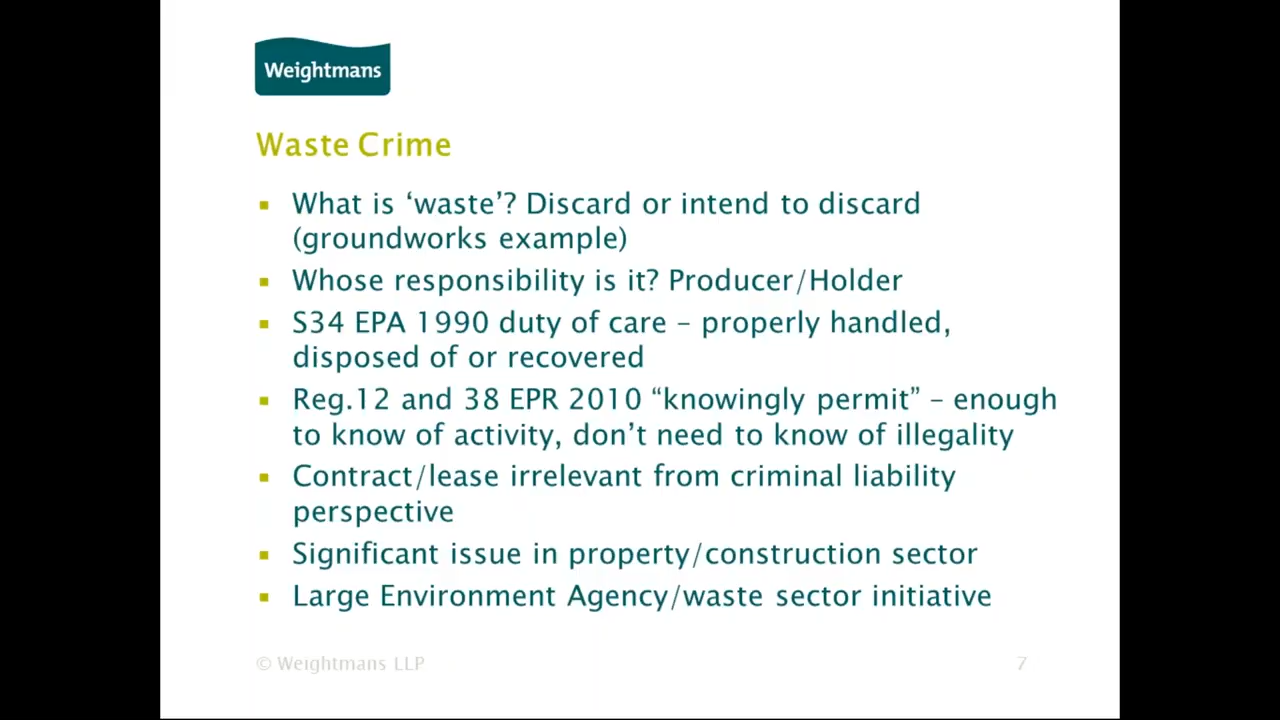 Weightmans
Waste Crime
▪ What is ‘waste’? Discard or intend to discard
(groundworks example)
▪ Whose responsibility is it? Producer/Holder
▪ S34 EPA 1990 duty of care – properly handled,
disposed of or recovered
▪ Reg.12 and 38 EPR 2010 “knowingly permit” – enough
to know of activity, don’t need to know of illegality
▪ Contract/lease irrelevant from criminal liability
perspective
▪ Significant issue in property/construction sector
▪ Large Environment Agency/waste sector initiative
© Weightmans LLP 7